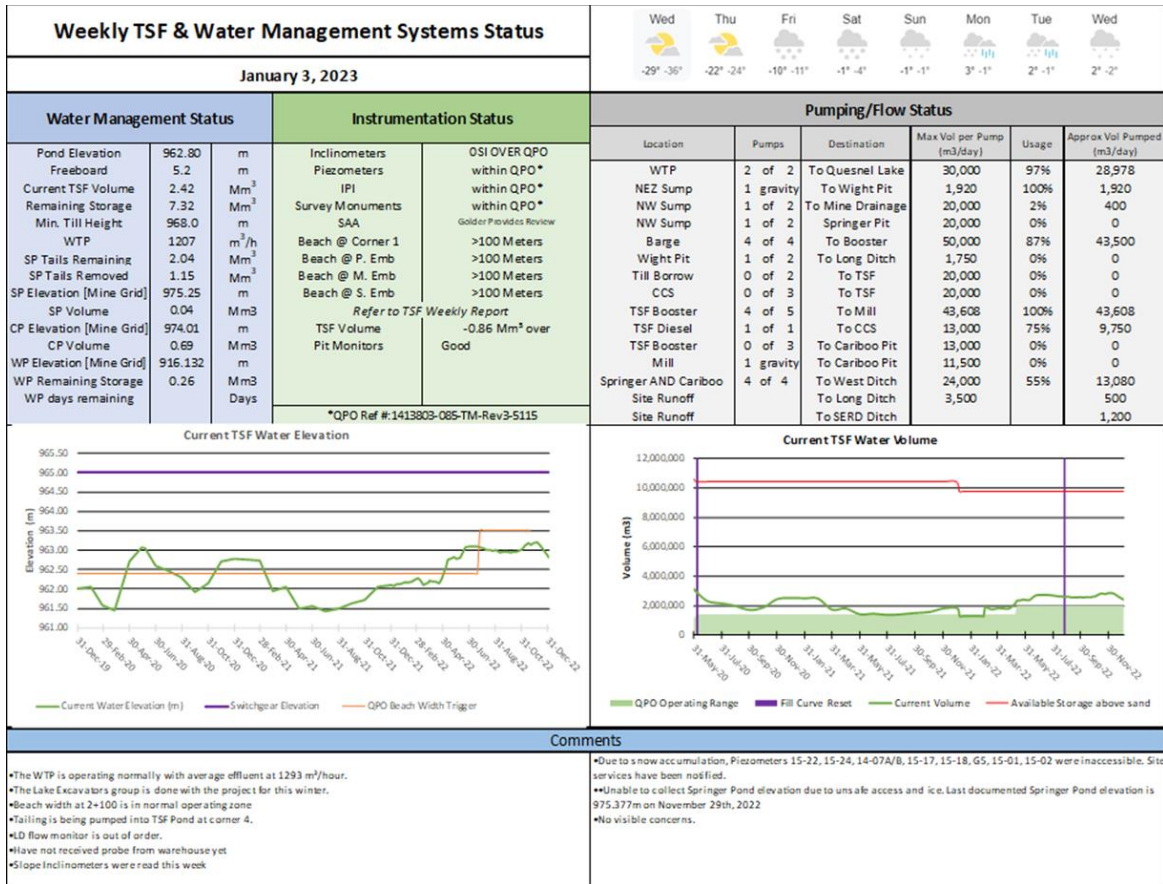 Weekly TSF & Water Management Systems Status
January 3, 2023
Wed Thu Fri Sat Sun Mon Tue Wed
-29° -36° -22° -24° -10° -11° -1° -4° -1° -1° 3° -1° 2° -1° 2° -2°
Water Management Status
Pond Elevation 962.80 m
Freeboard 5.2 m
Current TSF Volume 2.42 Mm³
Remaining Storage 7.32 Mm³
Min. Till Height 968.0 m
WTP 1207 m³/h
SP Tails Remaining 2.04 Mm³
SP Tails Removed 1.15 Mm³
SP Elevation [Mine Grid] 975.25 m
SP Volume 0.04 Mm3
CP Elevation [Mine Grid] 974.01 m
CP Volume 0.69 Mm3
WP Elevation [Mine Grid] 916.132 m
WP Remaining Storage 0.26 Mm3
WP days remaining Days
Instrumentation Status
Inclinometers OSI OVER QPO
Piezometers within QPO*
IPI within QPO*
Survey Monuments within QPO*
SAA Golder Provides Review
Beach @ Corner 1 >100 Meters
Beach @ P. Emb >100 Meters
Beach @ M. Emb >100 Meters
Beach @ S. Emb >100 Meters
Refer to TSF Weekly Report
TSF Volume -0.86 Mm³ over
Pit Monitors Good
*QPO Ref #:1413803-085-TM-Rev3-5115
Pumping/Flow Status
Location Pumps Destination Max Vol per Pump (m3/day) Usage Approx Vol Pumped (m3/day)
WTP 2 of 2 To Quesnel Lake 30,000 97% 28,978
NEZ Sump 1 gravity To Wight Pit 1,920 100% 1,920
NW Sump 1 of 2 To Mine Drainage 20,000 2% 400
NW Sump 1 of 2 Springer Pit 20,000 0% 0
Barge 4 of 4 To Booster 50,000 87% 43,500
Wight Pit 1 of 2 To Long Ditch 1,750 0% 0
Till Borrow 0 of 2 To TSF 20,000 0% 0
CCS 0 of 3 To TSF 20,000 0% 0
TSF Booster 4 of 5 To Mill 43,608 100% 43,608
TSF Diesel 1 of 1 To CCS 13,000 75% 9,750
TSF Booster 0 of 3 To Cariboo Pit 13,000 0% 0
Mill 1 gravity To Cariboo Pit 11,500 0% 0
Springer AND Cariboo 4 of 4 To West Ditch 24,000 55% 13,080
Site Runoff To Long Ditch 3,500 500
Site Runoff To SERD Ditch 1,200
Current TSF Water Elevation
Elevation (m)
965.50
965.00
964.50
964.00
963.50
963.00
962.50
962.00
961.50
961.00
31-Dec-19 29-Feb-20 30-Apr-20 30-Jun-20 31-Aug-20 31-Oct-20 31-Dec-20 28-Feb-21 30-Apr-21 30-Jun-21 31-Aug-21 31-Oct-21 31-Dec-21 28-Feb-22 30-Apr-22 30-Jun-22 31-Aug-22 31-Oct-22 31-Dec-22
Current Water Elevation (m) Switchgear Elevation QPO Beach Width Trigger
Current TSF Water Volume
Volume (m3)
12,000,000
10,000,000
8,000,000
6,000,000
4,000,000
2,000,000
0
31-May-20 31-Jul-20 30-Sep-20 30-Nov-20 31-Jan-21 31-Mar-21 31-May-21 31-Jul-21 30-Sep-21 30-Nov-21 31-Jan-22 31-Mar-22 31-May-22 31-Jul-22 30-Sep-22 30-Nov-22
QPO Operating Range Fill Curve Reset Current Volume Available Storage above sand
Comments
•The WTP is operating normally with average effluent at 1293 m³/hour.
•The Lake Excavators group is done with the project for this winter.
•Beach width at 2+100 is in normal operating zone
•Tailing is being pumped into TSF Pond at corner 4.
•LD flow monitor is out of order.
•Have not received probe from warehouse yet
•Slope Inclinometers were read this week
•Due to snow accumulation, Piezometers 15-22, 15-24, 14-07A/B, 15-17, 15-18, GS, 15-01, 15-02 were inaccessible. Site
services have been notified.
••Unable to collect Springer Pond elevation due to unsafe access and ice. Last documented Springer Pond elevation is
975.377m on November 29th, 2022
•No visible concerns.